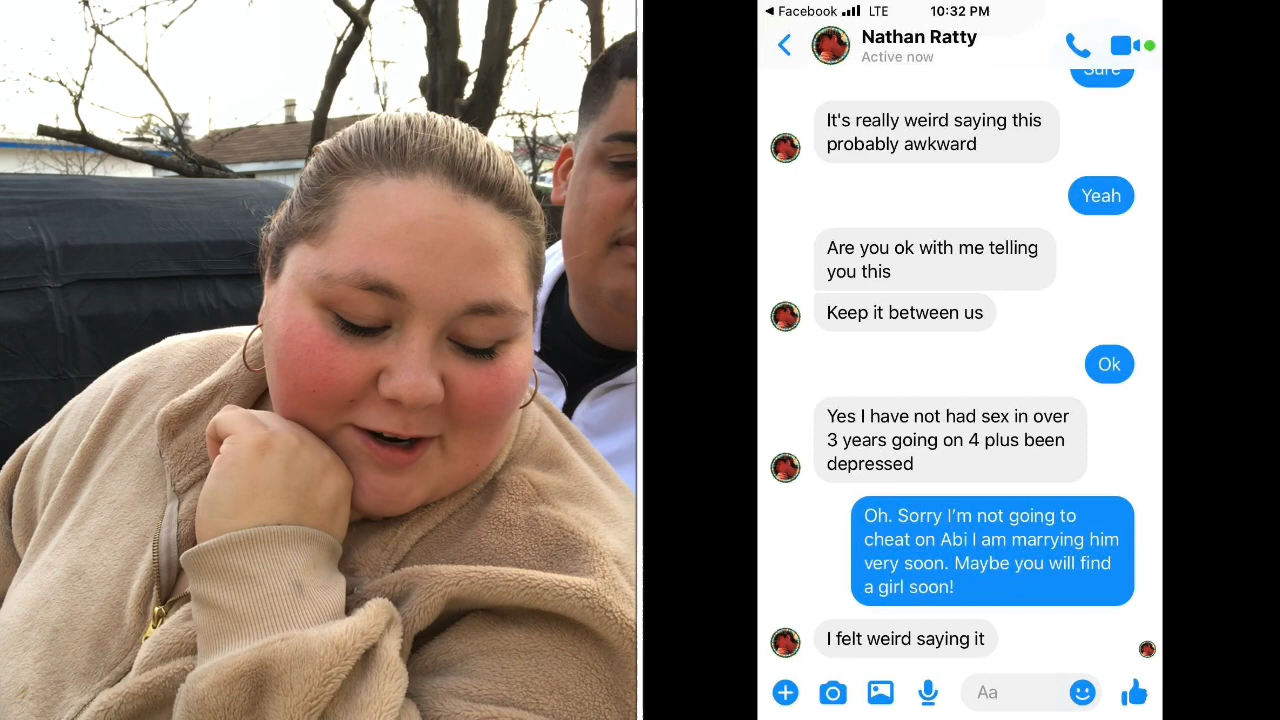 Facebook LTE 10:32 PM
Nathan Ratty
Active now
Sure
It's really weird saying this
probably awkward
Yeah
Are you ok with me telling
you this
Keep it between us
Ok
Yes I have not had sex in over
3 years going on 4 plus been
depressed
Oh. Sorry I'm not going to
cheat on Abi I am marrying him
very soon. Maybe you will find
a girl soon!
I felt weird saying it
Aa